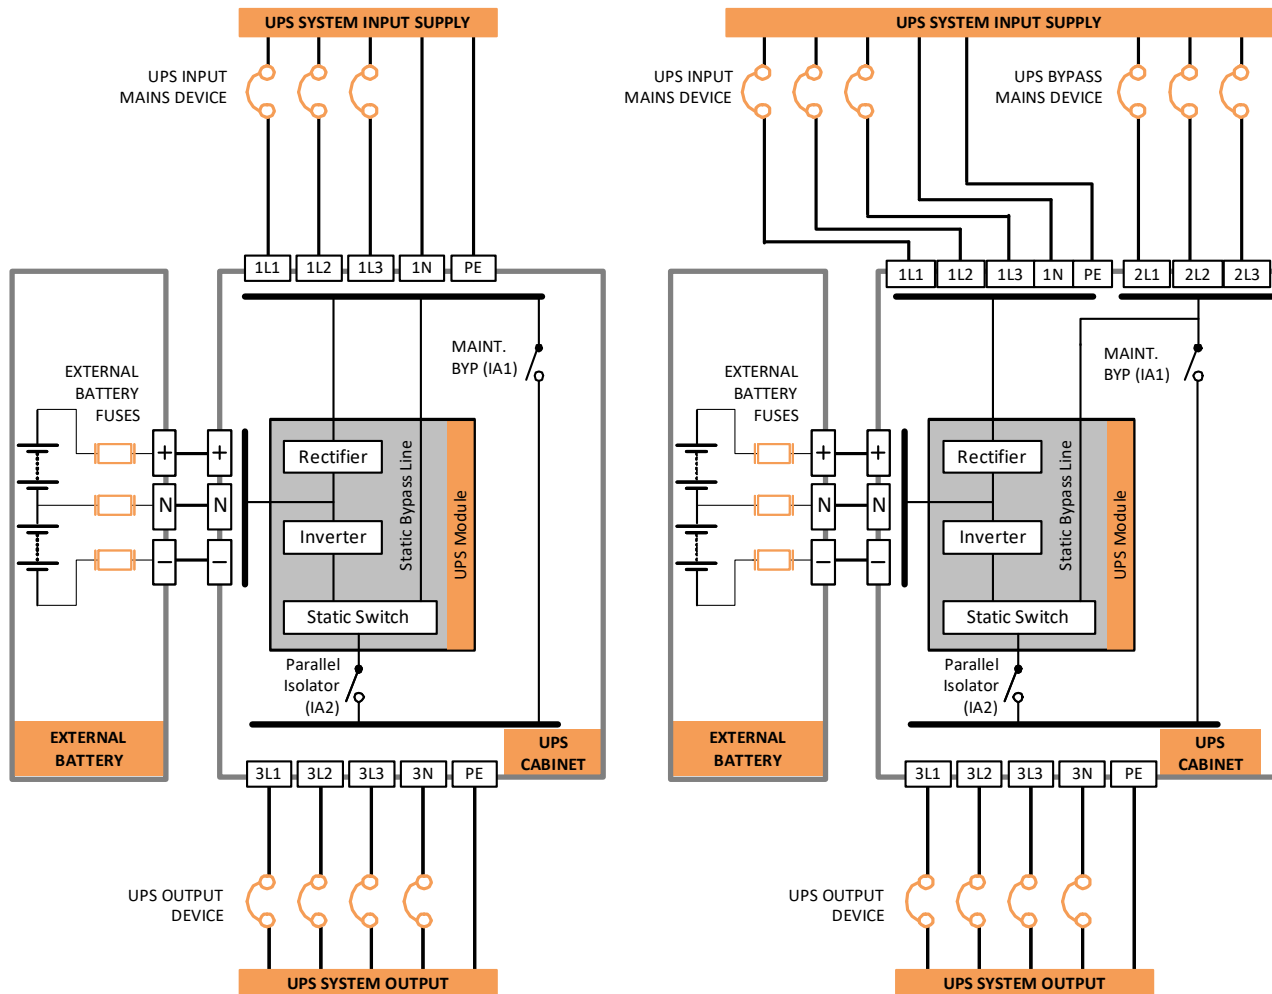 UPS SYSTEM INPUT SUPPLY
UPS INPUT
MAINS DEVICE
1L1 1L2 1L3 1N PE
MAINT.
BYP (IA1)
EXTERNAL
BATTERY
FUSES
+ +
N N
− −
Rectifier
Inverter
Static Switch
Static Bypass Line
UPS Module
Parallel
Isolator
(IA2)
EXTERNAL
BATTERY
UPS
CABINET
3L1 3L2 3L3 3N PE
UPS OUTPUT
DEVICE
UPS SYSTEM OUTPUT
UPS SYSTEM INPUT SUPPLY
UPS INPUT
MAINS DEVICE
UPS BYPASS
MAINS DEVICE
1L1 1L2 1L3 1N PE 2L1 2L2 2L3
MAINT.
BYP (IA1)
EXTERNAL
BATTERY
FUSES
+ +
N N
− −
Rectifier
Inverter
Static Switch
Static Bypass Line
UPS Module
Parallel
Isolator
(IA2)
EXTERNAL
BATTERY
UPS
CABINET
3L1 3L2 3L3 3N PE
UPS OUTPUT
DEVICE
UPS SYSTEM OUTPUT